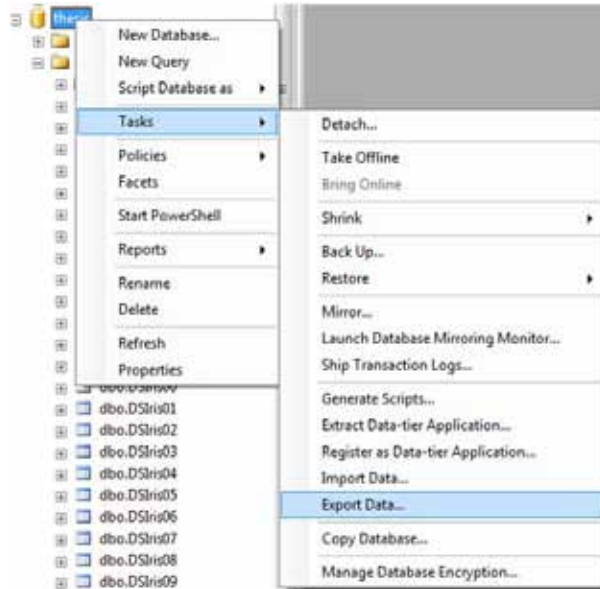 New Database...
New Query
Script Database as
Tasks
Policies
Facets
Start PowerShell
Reports
Rename
Delete
Refresh
Properties
Detach...
Take Offline
Bring Online
Shrink
Back Up...
Restore
Mirror...
Launch Database Mirroring Monitor...
Ship Transaction Logs...
Generate Scripts...
Extract Data-tier Application...
Register as Data-tier Application...
Import Data...
Export Data...
Copy Database...
Manage Database Encryption...
dbo.DSIris01
dbo.DSIris02
dbo.DSIris03
dbo.DSIris04
dbo.DSIris05
dbo.DSIris06
dbo.DSIris07
dbo.DSIris08
dbo.DSIris09